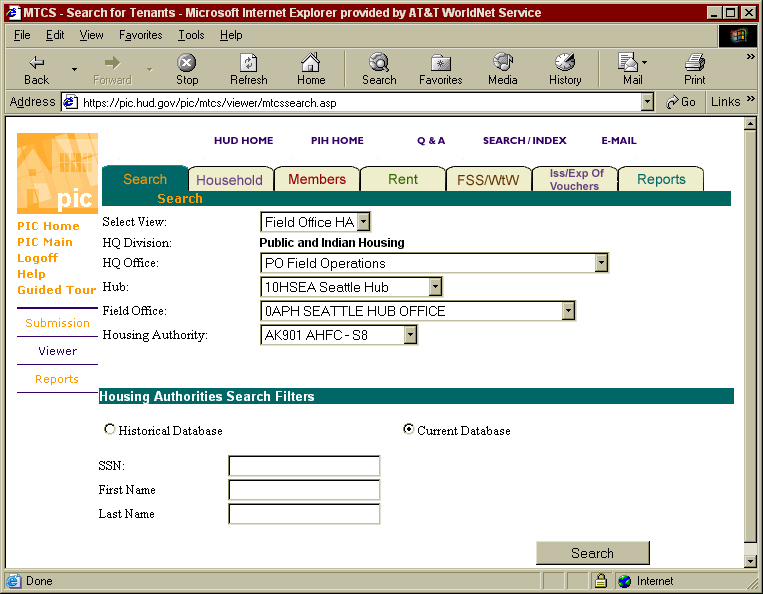 MTCS - Search for Tenants - Microsoft Internet Explorer provided by AT&T WorldNet Service
File Edit View Favorites Tools Help
Back Forward Stop Refresh Home Search Favorites Media History Mail Print »
Address https://pic.hud.gov/pic/mtcs/viewer/mtcssearch.asp Go Links »
HUD HOME PIH HOME Q & A SEARCH / INDEX E-MAIL
pic
Search Household Members Rent FSS/WtW Iss/Exp Of Vouchers Reports
Search
PIC Home
PIC Main
Logoff
Help
Guided Tour
Submission
Viewer
Reports
Select View: Field Office HA
HQ Division: Public and Indian Housing
HQ Office: PO Field Operations
Hub: 10HSEA Seattle Hub
Field Office: 0APH SEATTLE HUB OFFICE
Housing Authority: AK901 AHFC - S8
Housing Authorities Search Filters
Historical Database Current Database
SSN:
First Name
Last Name
Search
Done Internet